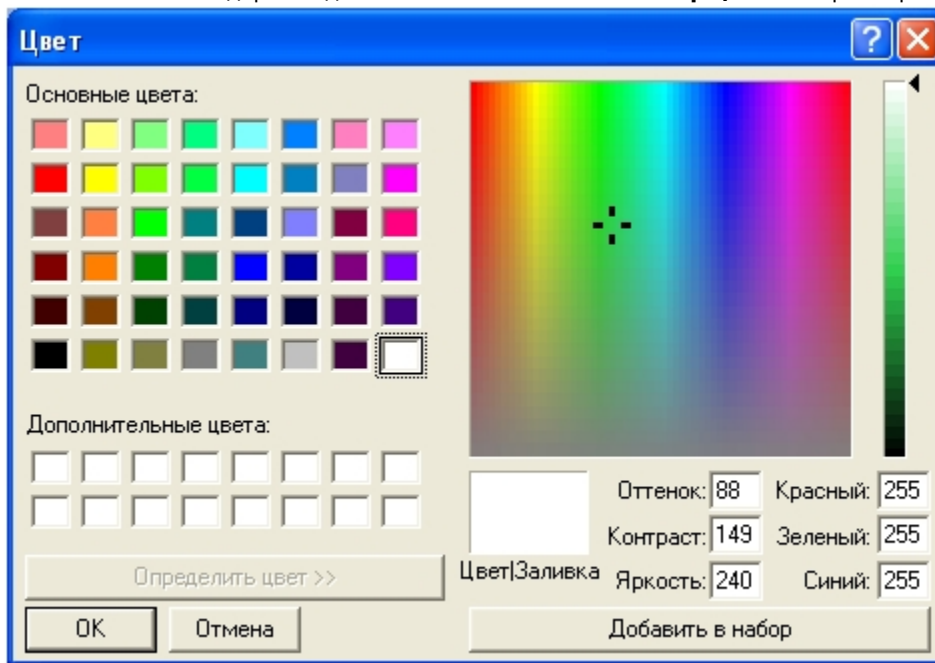 Цвет
Основные цвета:
Дополнительные цвета:
Определить цвет >>
OK
Отмена
Цвет|Заливка
Оттенок: 88
Контраст: 149
Яркость: 240
Красный: 255
Зеленый: 255
Синий: 255
Добавить в набор